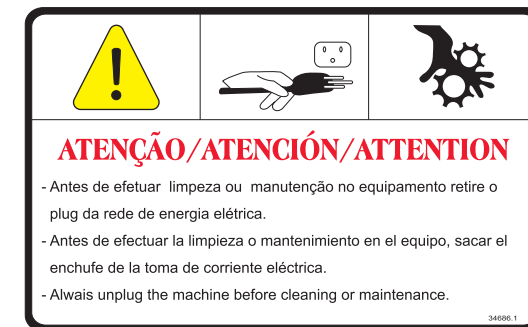 ATENÇÃO/ATENCIÓN/ATTENTION
- Antes de efetuar limpeza ou manutenção no equipamento retire o
plug da rede de energia elétrica.
- Antes de efectuar la limpieza o mantenimiento en el equipo, sacar el
enchufe de la toma de corriente eléctrica.
- Alwais unplug the machine before cleaning or maintenance.
34686.1